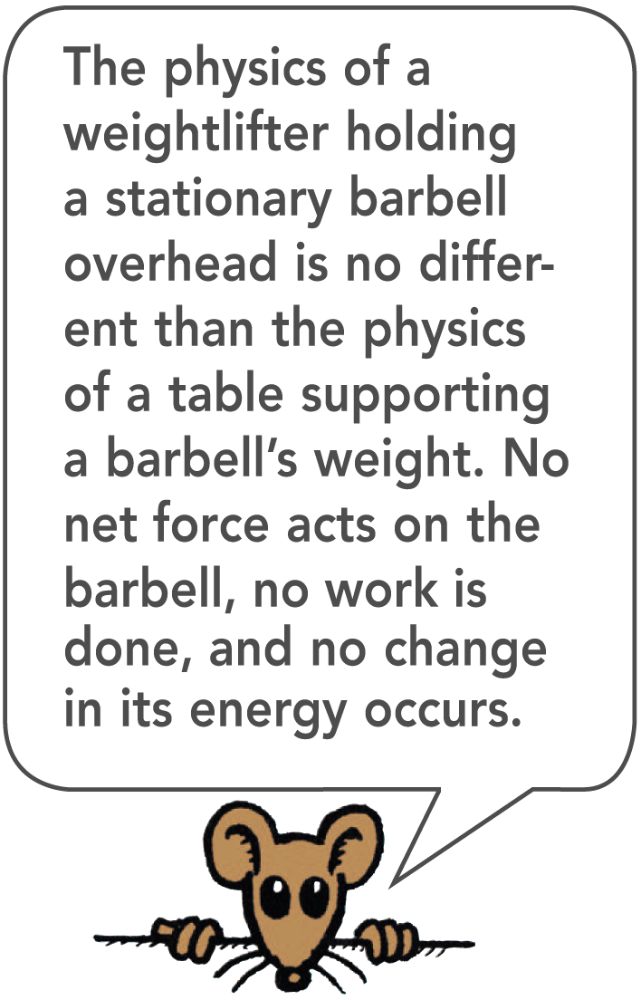 The physics of a
weightlifter holding
a stationary barbell
overhead is no differ-
ent than the physics
of a table supporting
a barbell’s weight. No
net force acts on the
barbell, no work is
done, and no change
in its energy occurs.